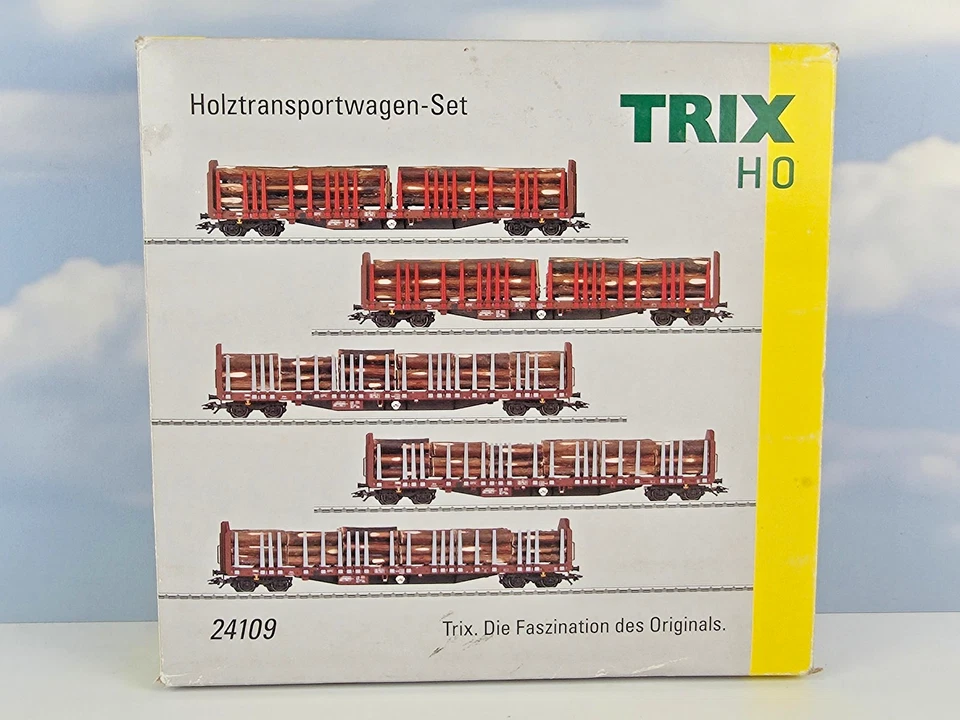 Holztransportwagen-Set
TRIX
H0
24109
Trix. Die Faszination des Originals.